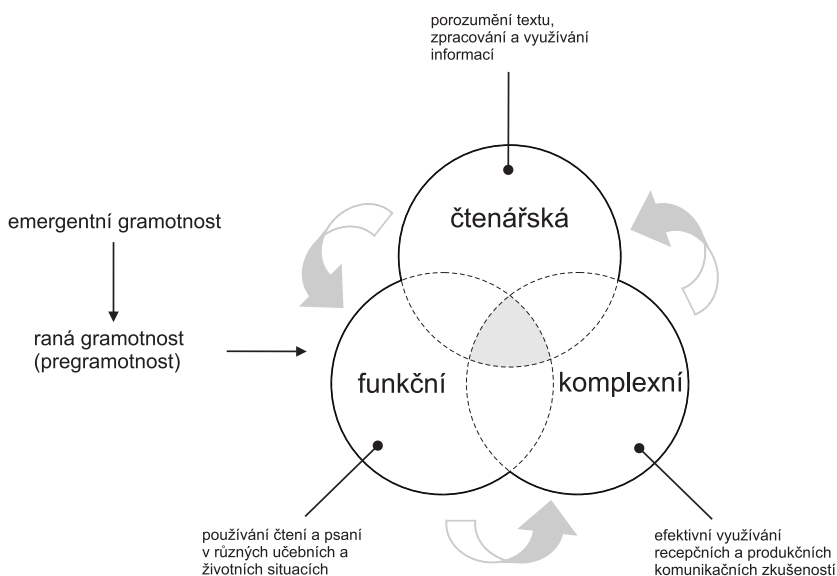 porozumění textu,
zpracování a využívání
informací
čtenářská
emergentní gramotnost
raná gramotnost
(pregramotnost)
funkční
komplexní
používání čtení a psaní
v různých učebních a
životních situacích
efektivní využívání
recepčních a produkčních
komunikačních zkušeností